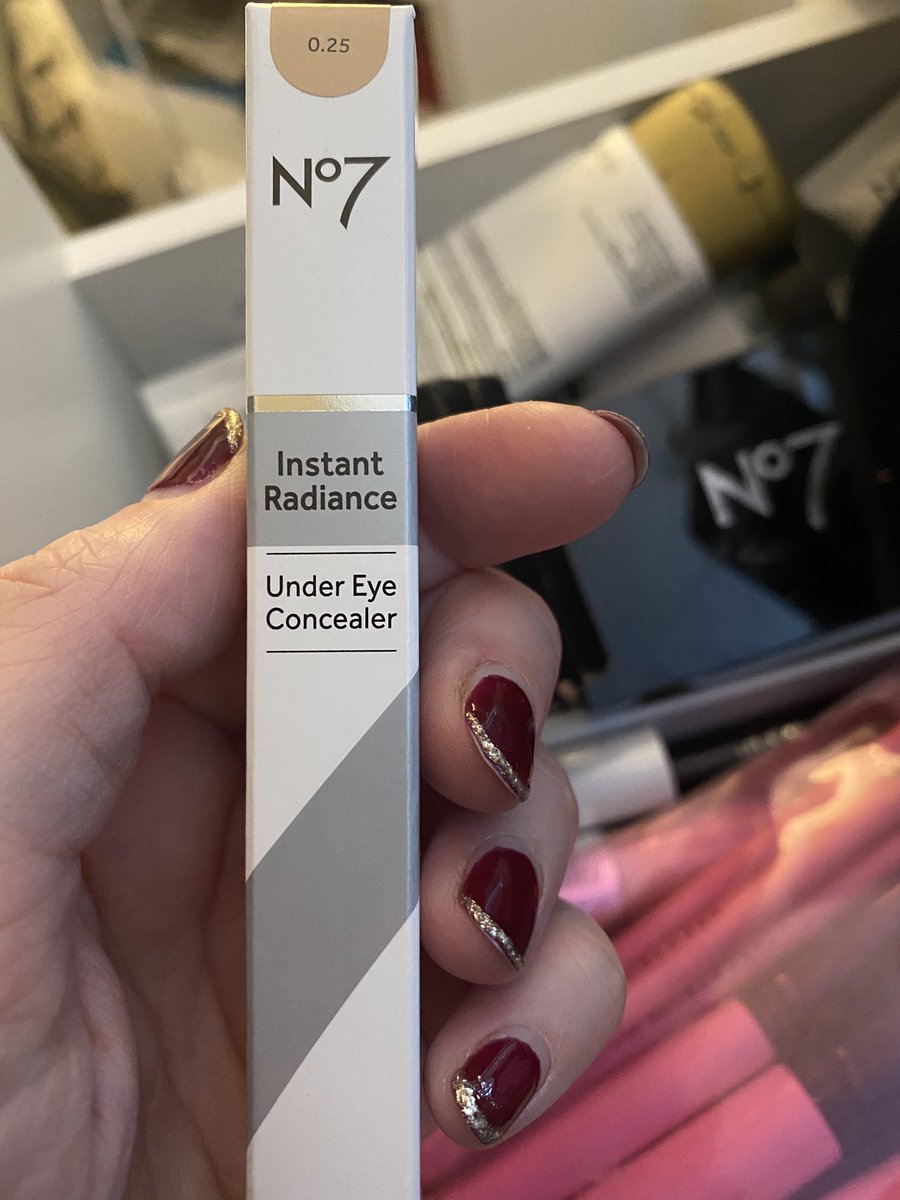 0.25
No7
Instant
Radiance
Under Eye
Concealer
No7